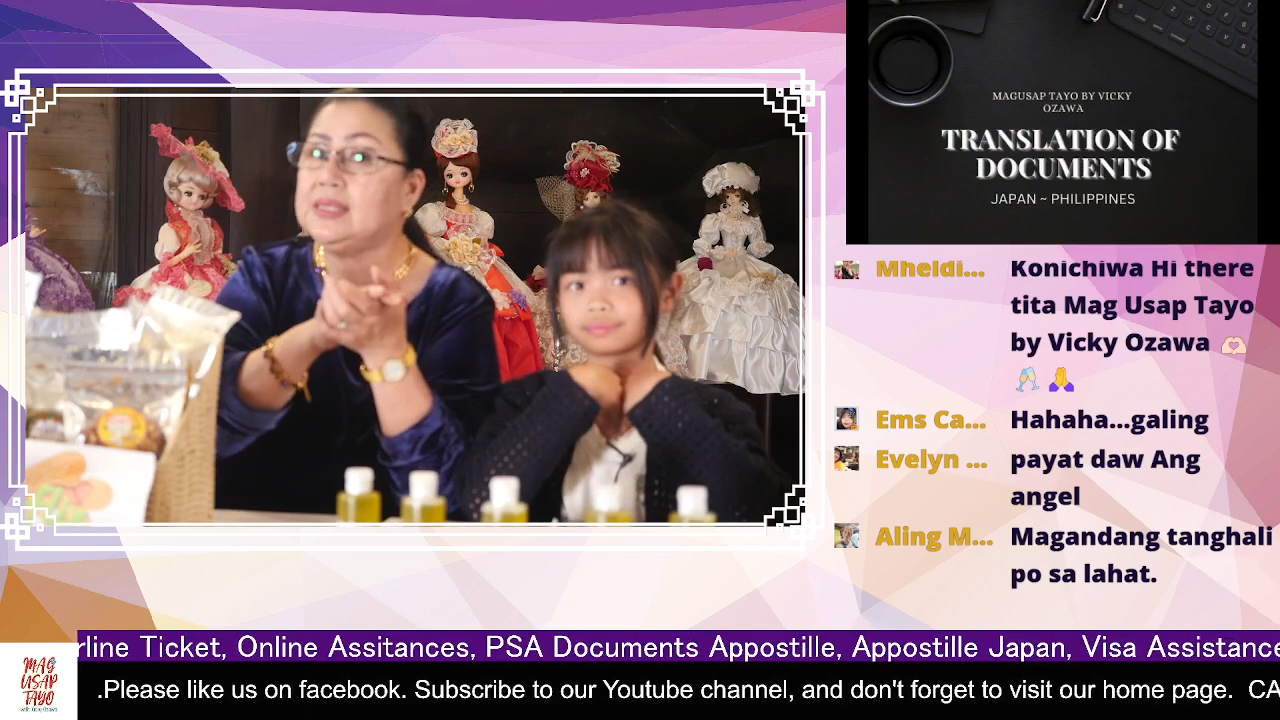 MAGUSAP TAYO BY VICKY
OZAWA
TRANSLATION OF
DOCUMENTS
JAPAN ~ PHILIPPINES
Mheldi... Konichiwa Hi there
tita Mag Usap Tayo
by Vicky Ozawa 🫶
🥂 🙏
Ems Ca... Hahaha...galing
Evelyn ... payat daw Ang
angel
Aling M... Magandang tanghali
po sa lahat.
rline Ticket, Online Assitances, PSA Documents Appostille, Appostille Japan, Visa Assistance
.Please like us on facebook. Subscribe to our Youtube channel, and don't forget to visit our home page. CA
MAG
USAP
TAYO